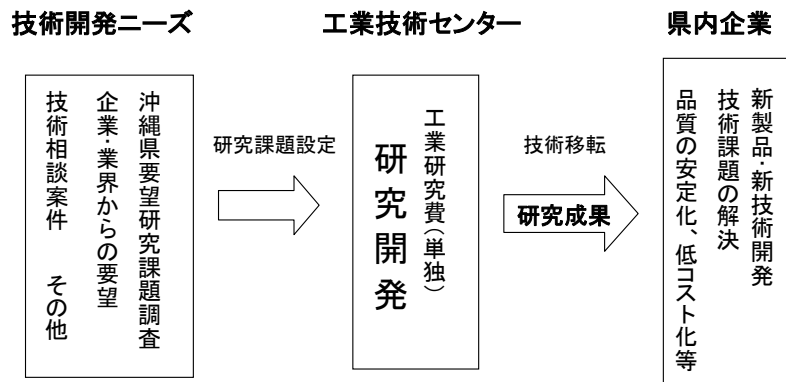 技術開発ニーズ
工業技術センター
県内企業
沖縄県要望研究課題調査
企業・業界からの要望
技術相談案件　その他
研究課題設定
工業研究費（単独）
研究開発
技術移転
研究成果
新製品・新技術開発
技術課題の解決
品質の安定化、低コスト化等